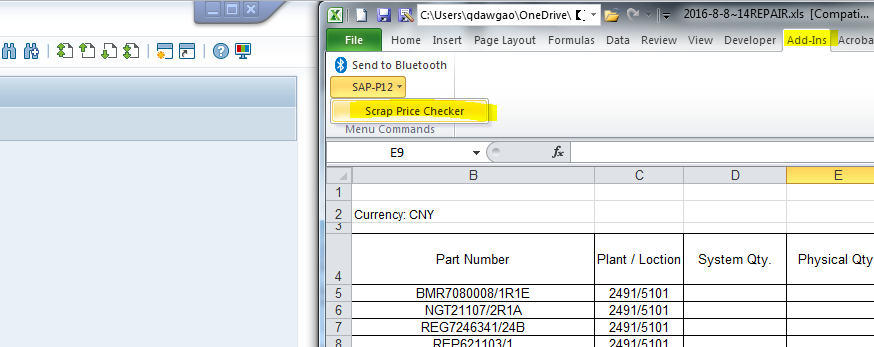 C:\Users\qdawgao\OneDrive\
2016-8-8~14REPAIR.xls [Compati...
File Home Insert Page Layout Formulas Data Review View Developer Add-Ins Acroba
Send to Bluetooth
SAP-P12
Scrap Price Checker
Menu Commands
E9 fx
B C D E
1
2 Currency: CNY
3
4 Part Number Plant / Loction System Qty. Physical Qty
5 BMR7080008/1R1E 2491/5101
6 NGT21107/2R1A 2491/5101
7 REG7246341/24B 2491/5101
8 REP621103/1 2491/5101